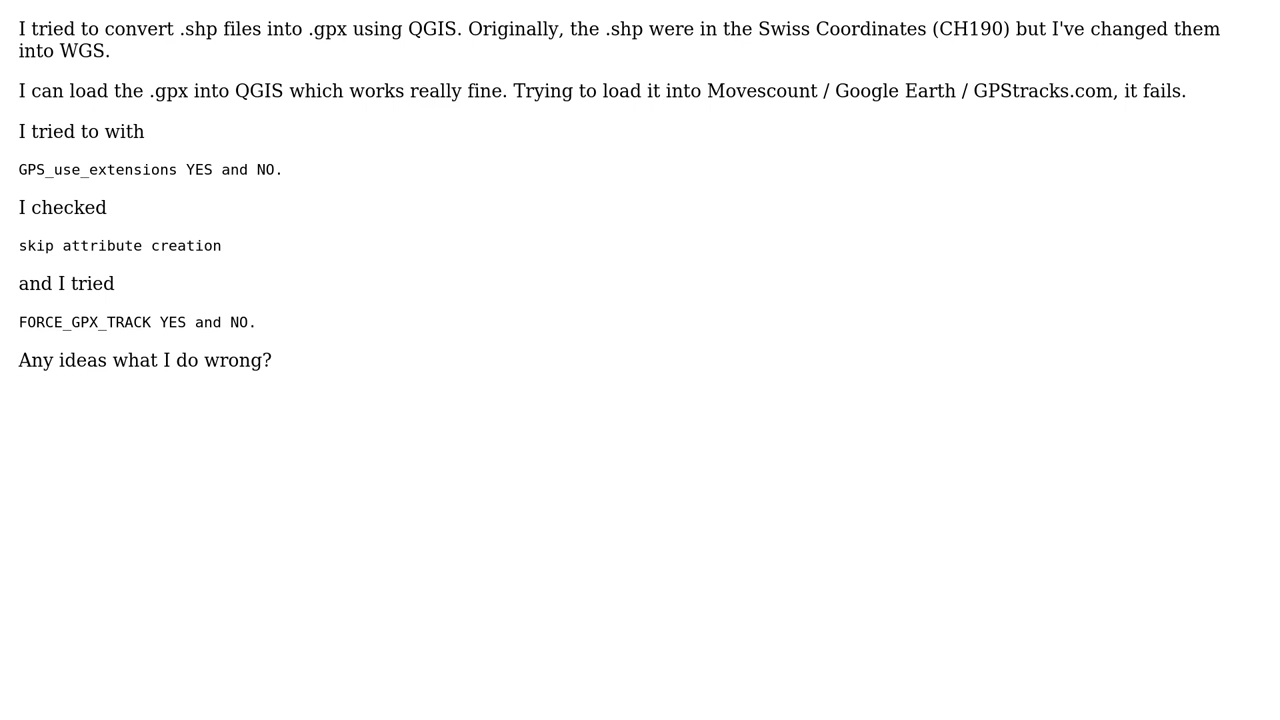 I tried to convert .shp files into .gpx using QGIS. Originally, the .shp were in the Swiss Coordinates (CH190) but I've changed them
into WGS.
I can load the .gpx into QGIS which works really fine. Trying to load it into Movescount / Google Earth / GPStracks.com, it fails.
I tried to with
GPS_use_extensions YES and NO.
I checked
skip attribute creation
and I tried
FORCE_GPX_TRACK YES and NO.
Any ideas what I do wrong?